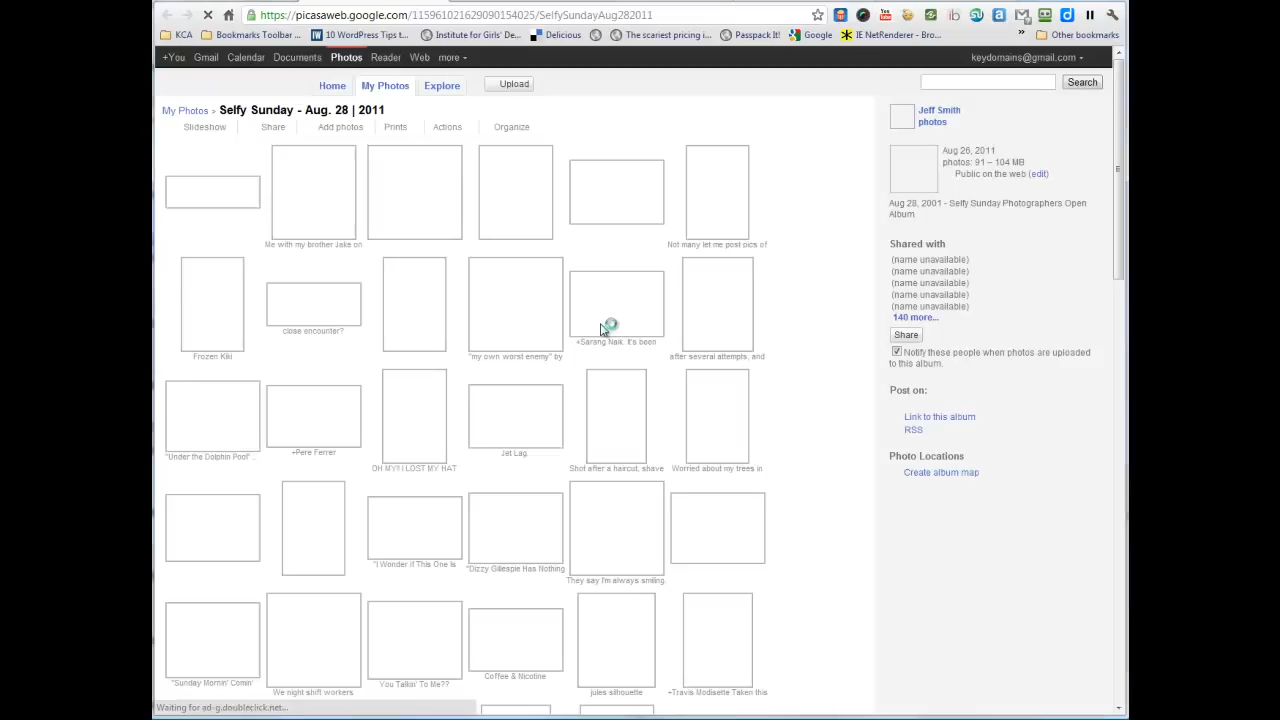 https://picasaweb.google.com/115961021629090154025/SelfySundayAug282011
KCA
Bookmarks Toolbar ...
10 WordPress Tips t...
Institute for Girls' De...
Delicious
The scariest pricing i...
Passpack It!
Google
IE NetRenderer - Bro...
»
Other bookmarks
+You Gmail Calendar Documents Photos Reader Web more
keydomains@gmail.com
Home My Photos Explore Upload
Search
My Photos > Selfy Sunday - Aug. 28 | 2011
Slideshow Share Add photos Prints Actions Organize
Me with my brother Jake on
Not many let me post pics of
Frozen Kiki
close encounter?
"my own worst enemy" by
+Sarang Naik. It's been
after several attempts, and
"Under the Dolphin Pool"...
+Pere Ferrer
OH MY!! I LOST MY HAT
Jet Lag.
Shot after a haircut, shave
Worried about my trees in
"I Wonder if This One Is
"Dizzy Gillespie Has Nothing
They say I'm always smiling.
"Sunday Mornin' Comin'
We night shift workers
You Talkin' To Me??
Coffee & Nicotine
jules silhouette
+Travis Modisette Taken this
Jeff Smith
photos
Aug 26, 2011
photos: 91 – 104 MB
Public on the web (edit)
Aug 28, 2001 - Selfy Sunday Photographers Open
Album
Shared with
(name unavailable)
(name unavailable)
(name unavailable)
(name unavailable)
(name unavailable)
140 more...
Share
Notify these people when photos are uploaded
to this album.
Post on:
Link to this album
RSS
Photo Locations
Create album map
Waiting for ad-g.doubleclick.net...